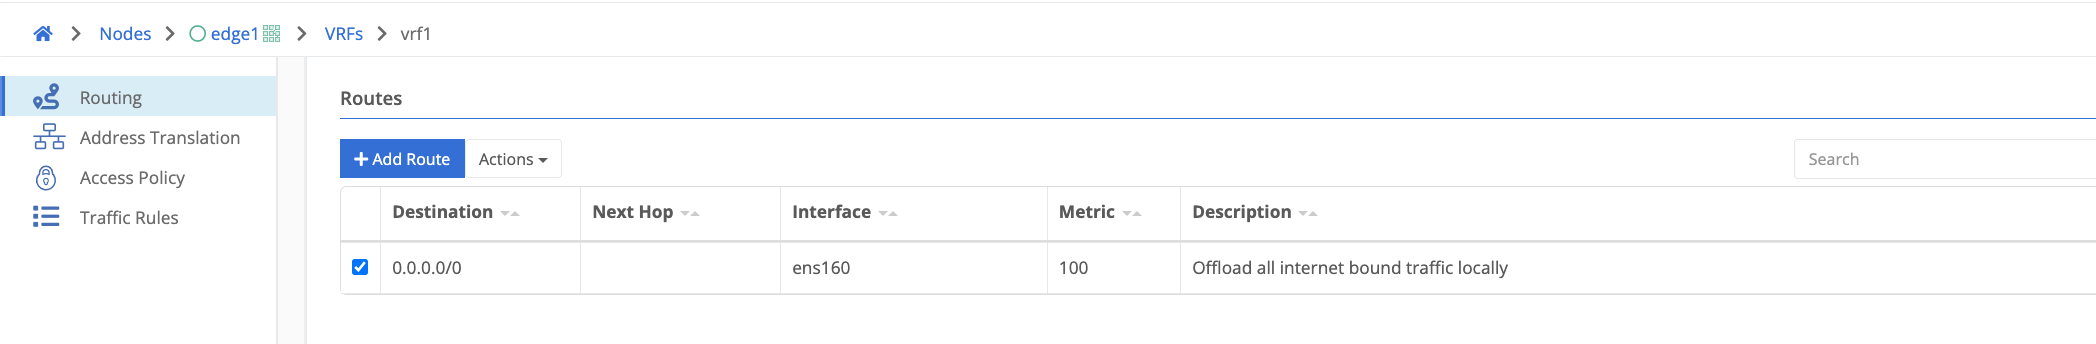 Nodes edge1 VRFs vrf1
Routing
Address Translation
Access Policy
Traffic Rules
Routes
Add Route Actions Search
Destination Next Hop Interface Metric Description
0.0.0.0/0 ens160 100 Offload all internet bound traffic locally